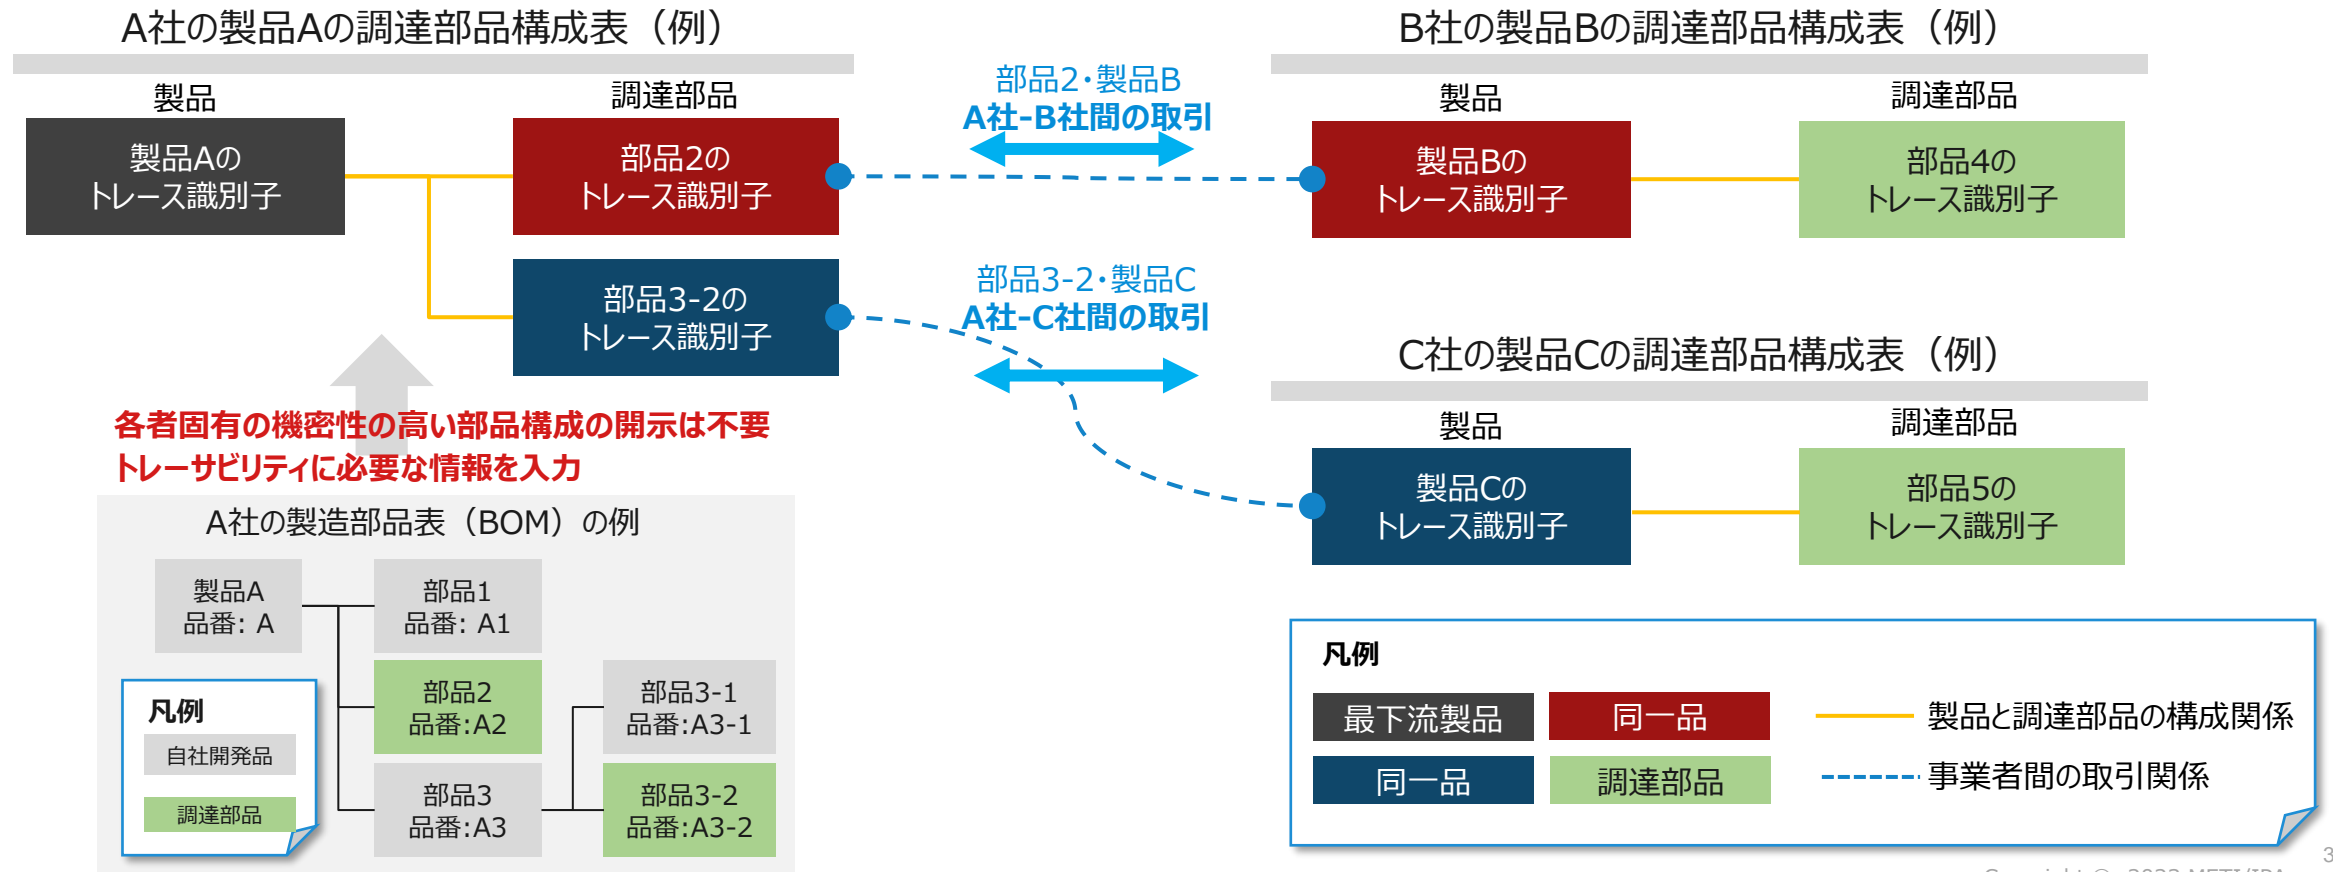 A社の製品Aの調達部品構成表（例）
製品
調達部品
製品Aの
トレース識別子
部品2の
トレース識別子
部品3-2の
トレース識別子
部品2・製品B
A社-B社間の取引
部品3-2・製品C
A社-C社間の取引
B社の製品Bの調達部品構成表（例）
製品
調達部品
製品Bの
トレース識別子
部品4の
トレース識別子
C社の製品Cの調達部品構成表（例）
製品
調達部品
製品Cの
トレース識別子
部品5の
トレース識別子
各者固有の機密性の高い部品構成の開示は不要
トレーサビリティに必要な情報を入力
A社の製造部品表（BOM）の例
製品A
品番: A
部品1
品番: A1
部品2
品番:A2
部品3
品番:A3
部品3-1
品番:A3-1
部品3-2
品番:A3-2
凡例
自社開発品
調達部品
凡例
最下流製品
同一品
同一品
調達部品
製品と調達部品の構成関係
事業者間の取引関係
3